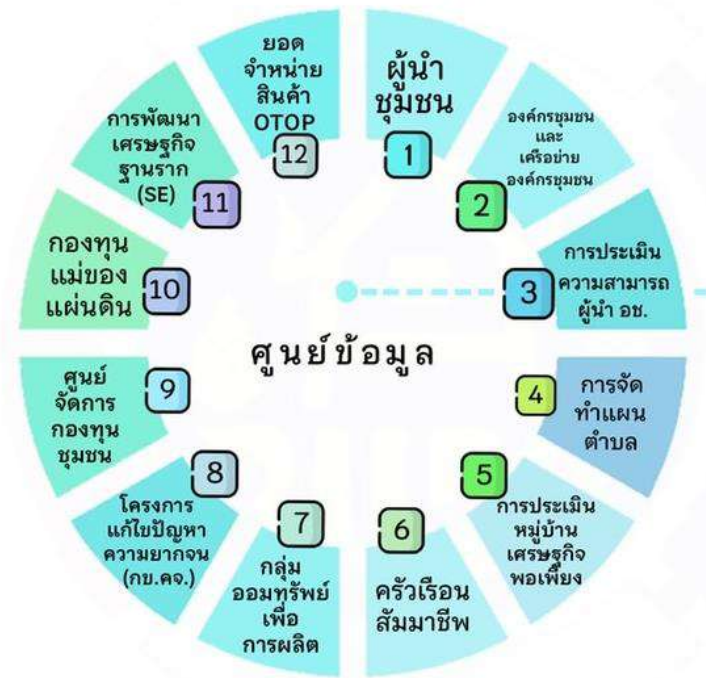 ผู้นำ
ชุมชน
1
องค์กรชุมชน
และ
เครือข่าย
องค์กรชุมชน
2
การประเมิน
ความสามารถ
ผู้นำ อช.
3
การจัด
ทำแผน
ตำบล
4
การประเมิน
หมู่บ้าน
เศรษฐกิจ
พอเพียง
5
ครัวเรือน
สัมมาชีพ
6
กลุ่ม
ออมทรัพย์
เพื่อ
การผลิต
7
โครงการ
แก้ไขปัญหา
ความยากจน
(กข.คจ.)
8
ศูนย์
จัดการ
กองทุน
ชุมชน
9
กองทุน
แม่ของ
แผ่นดิน
10
การพัฒนา
เศรษฐกิจ
ฐานราก
(SE)
11
ยอด
จำหน่าย
สินค้า
OTOP
12
ศูนย์ข้อมูล